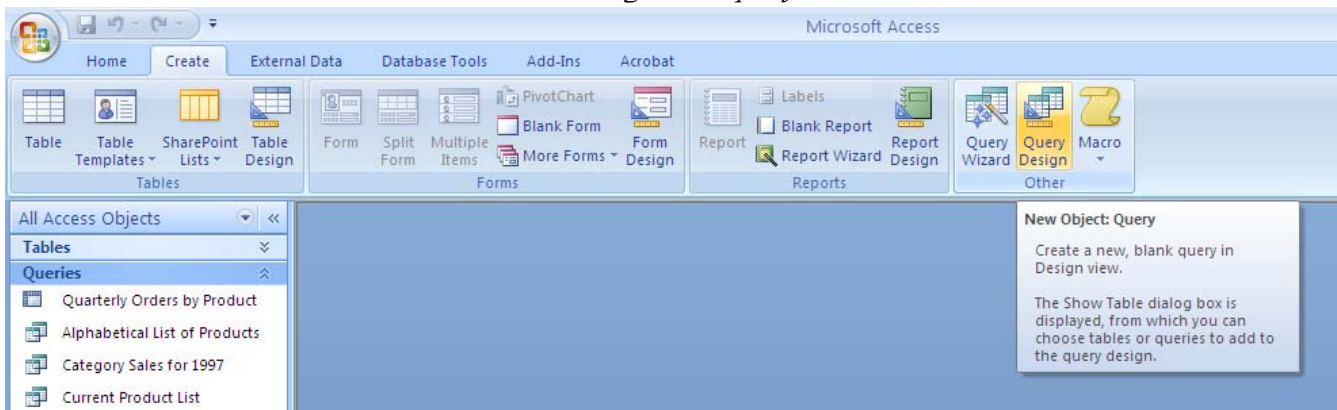 Microsoft Access
Home Create External Data Database Tools Add-Ins Acrobat
Table
Table Templates
SharePoint Lists
Table Design
Tables
Form
Split Form
Multiple Items
PivotChart
Blank Form
More Forms
Form Design
Forms
Report
Labels
Blank Report
Report Wizard
Report Design
Reports
Query Wizard
Query Design
Macro
Other
All Access Objects
Tables
Queries
Quarterly Orders by Product
Alphabetical List of Products
Category Sales for 1997
Current Product List
New Object: Query
Create a new, blank query in
Design view.
The Show Table dialog box is
displayed, from which you can
choose tables or queries to add to
the query design.